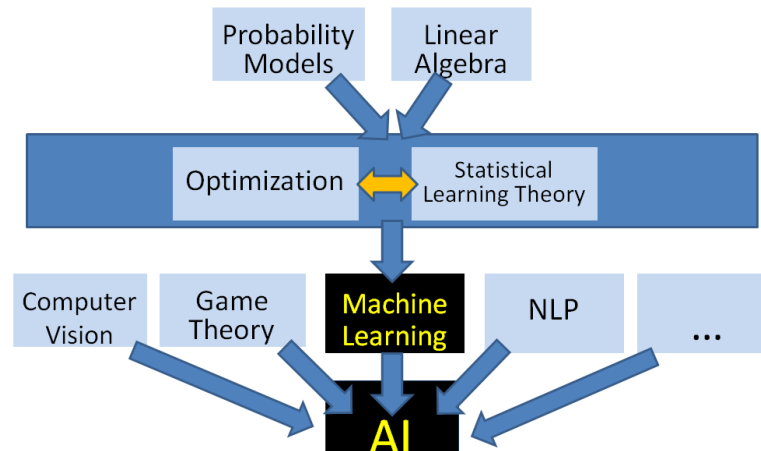 Probability
Models
Linear
Algebra
Optimization
Statistical
Learning Theory
Computer
Vision
Game
Theory
Machine
Learning
NLP
...
AI